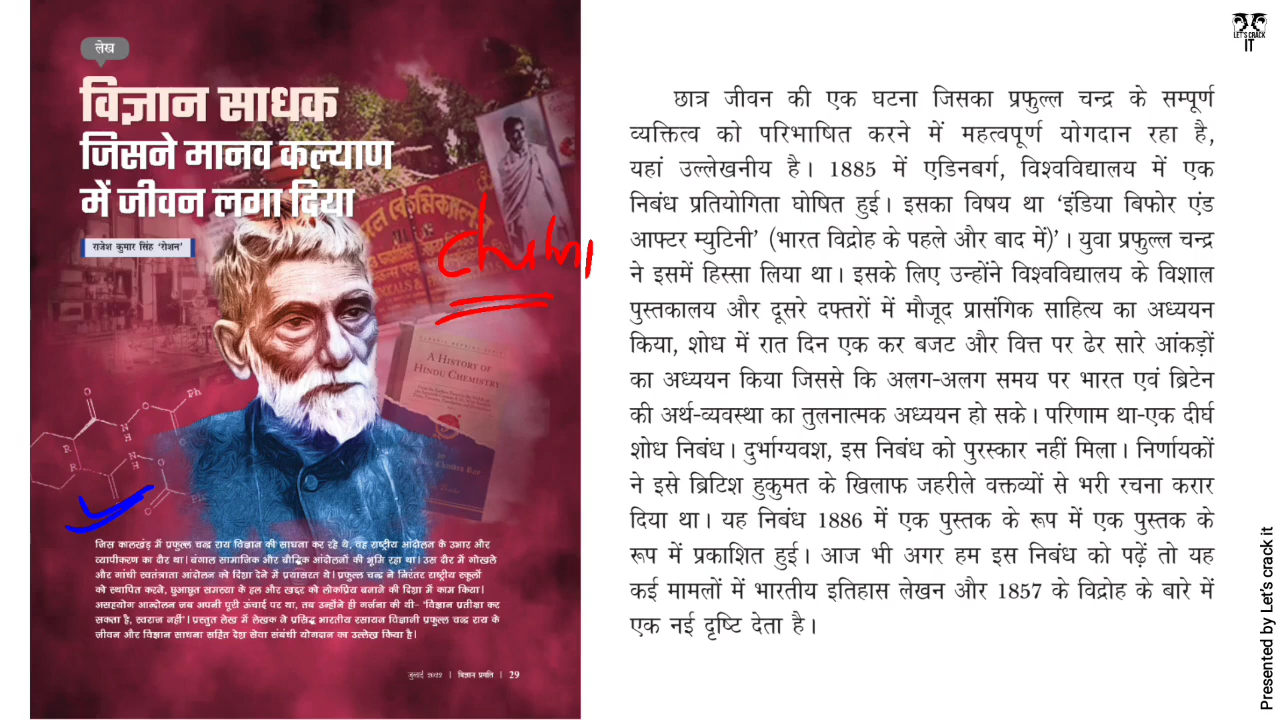 लेख
विज्ञान साधक
जिसने मानव कल्याण
में जीवन लगा दिया
राजेश कुमार सिंह 'रोशन'
A HISTORY OF
HINDU CHEMISTRY
जिस कालखंड में प्रफुल्ल चन्द्र राय विज्ञान की साधना कर रहे थे, वह राष्ट्रीय आंदोलन के उभार और
व्यापीकरण का दौर था। बंगाल सामाजिक और बौद्धिक आंदोलनों की भूमि रहा था। उस दौर में गोखले
और गांधी स्वतंत्रता आंदोलन को दिशा देने में प्रयासरत थे। प्रफुल्ल चन्द्र ने निरंतर राष्ट्रीय स्कूलों
को स्थापित करने, छुआछूत समस्या के हल और खद्दर को लोकप्रिय बनाने की दिशा में काम किया।
असहयोग आन्दोलन जब अपनी पूरी ऊंचाई पर था, तब उन्होंने ही गर्जना की थी- 'विज्ञान प्रतीक्षा कर
सकता है, स्वराज नहीं'। प्रस्तुत लेख में लेखक ने प्रसिद्ध भारतीय रसायन विज्ञानी प्रफुल्ल चन्द्र राय के
जीवन और विज्ञान साधना सहित देश सेवा संबंधी योगदान का उल्लेख किया है।
जुलाई २०२२ | विज्ञान प्रगति | 29
छात्र जीवन की एक घटना जिसका प्रफुल्ल चन्द्र के सम्पूर्ण
व्यक्तित्व को परिभाषित करने में महत्वपूर्ण योगदान रहा है,
यहां उल्लेखनीय है। 1885 में एडिनबर्ग, विश्वविद्यालय में एक
निबंध प्रतियोगिता घोषित हुई। इसका विषय था 'इंडिया बिफोर एंड
आफ्टर म्युटिनी' (भारत विद्रोह के पहले और बाद में)'। युवा प्रफुल्ल चन्द्र
ने इसमें हिस्सा लिया था। इसके लिए उन्होंने विश्वविद्यालय के विशाल
पुस्तकालय और दूसरे दफ्तरों में मौजूद प्रासंगिक साहित्य का अध्ययन
किया, शोध में रात दिन एक कर बजट और वित्त पर ढेर सारे आंकड़ों
का अध्ययन किया जिससे कि अलग-अलग समय पर भारत एवं ब्रिटेन
की अर्थ-व्यवस्था का तुलनात्मक अध्ययन हो सके। परिणाम था-एक दीर्घ
शोध निबंध। दुर्भाग्यवश, इस निबंध को पुरस्कार नहीं मिला। निर्णायकों
ने इसे ब्रिटिश हुकुमत के खिलाफ जहरीले वक्तव्यों से भरी रचना करार
दिया था। यह निबंध 1886 में एक पुस्तक के रूप में एक पुस्तक के
रूप में प्रकाशित हुई। आज भी अगर हम इस निबंध को पढ़ें तो यह
कई मामलों में भारतीय इतिहास लेखन और 1857 के विद्रोह के बारे में
एक नई दृष्टि देता है।
LET'S CRACK
IT
Presented by Let's crack it